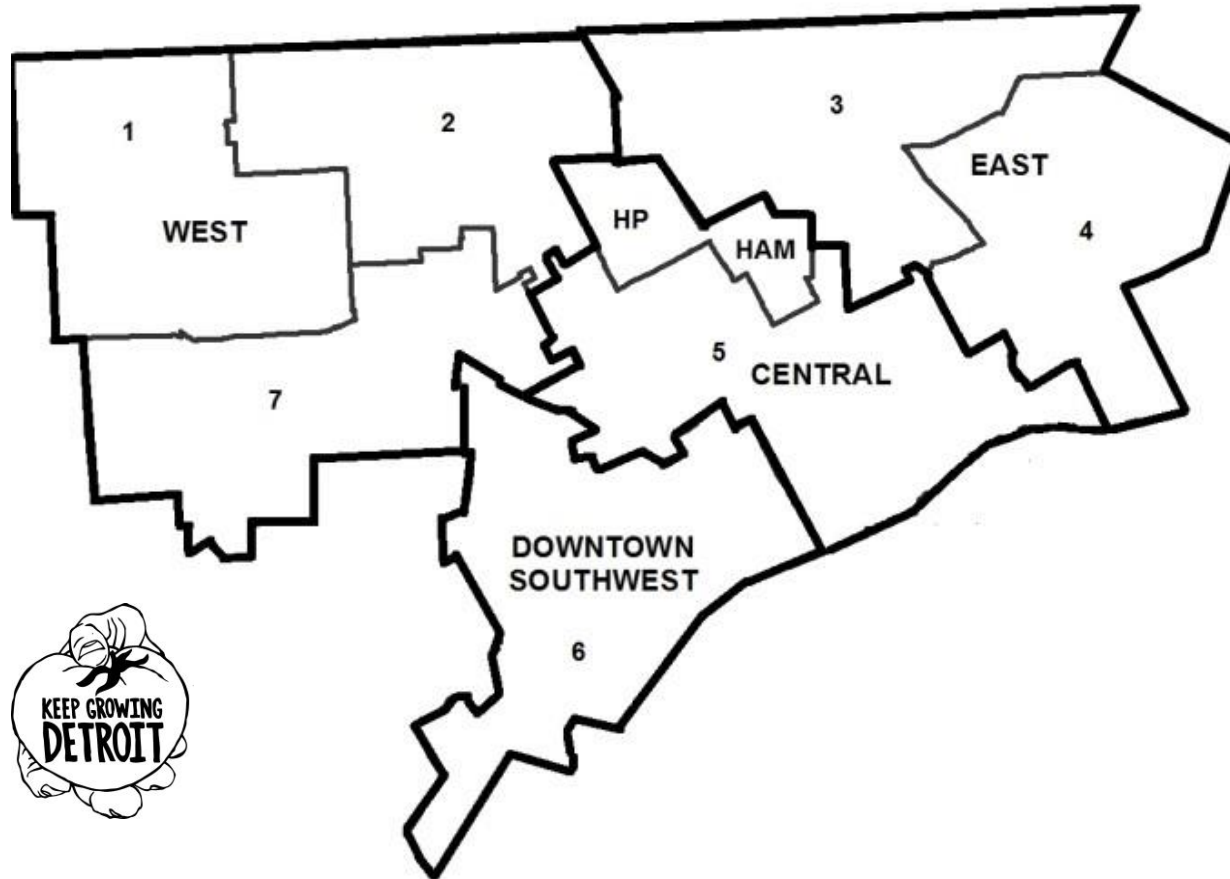 1
2
3
WEST
HP
HAM
EAST
4
5
CENTRAL
7
DOWNTOWN
SOUTHWEST
6
KEEP GROWING
DETROIT